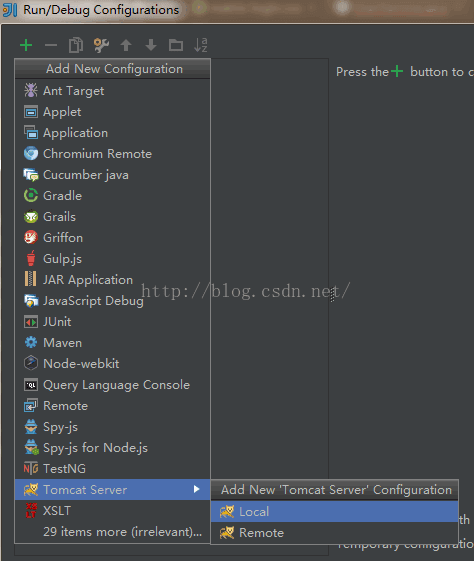 Run/Debug Configurations
Add New Configuration
Press the + button to c
Ant Target
Applet
Application
Chromium Remote
Cucumber java
Gradle
Grails
Griffon
Gulp.js
JAR Application
http://blog.csdn.net/
JavaScript Debug
JUnit
Maven
Node-webkit
Query Language Console
Remote
Spy-js
Spy-js for Node.js
TestNG
Tomcat Server
Add New 'Tomcat Server' Configuration
XSLT
Local
29 items more (irrelevant)...
Remote
ith
Temporary configuratio